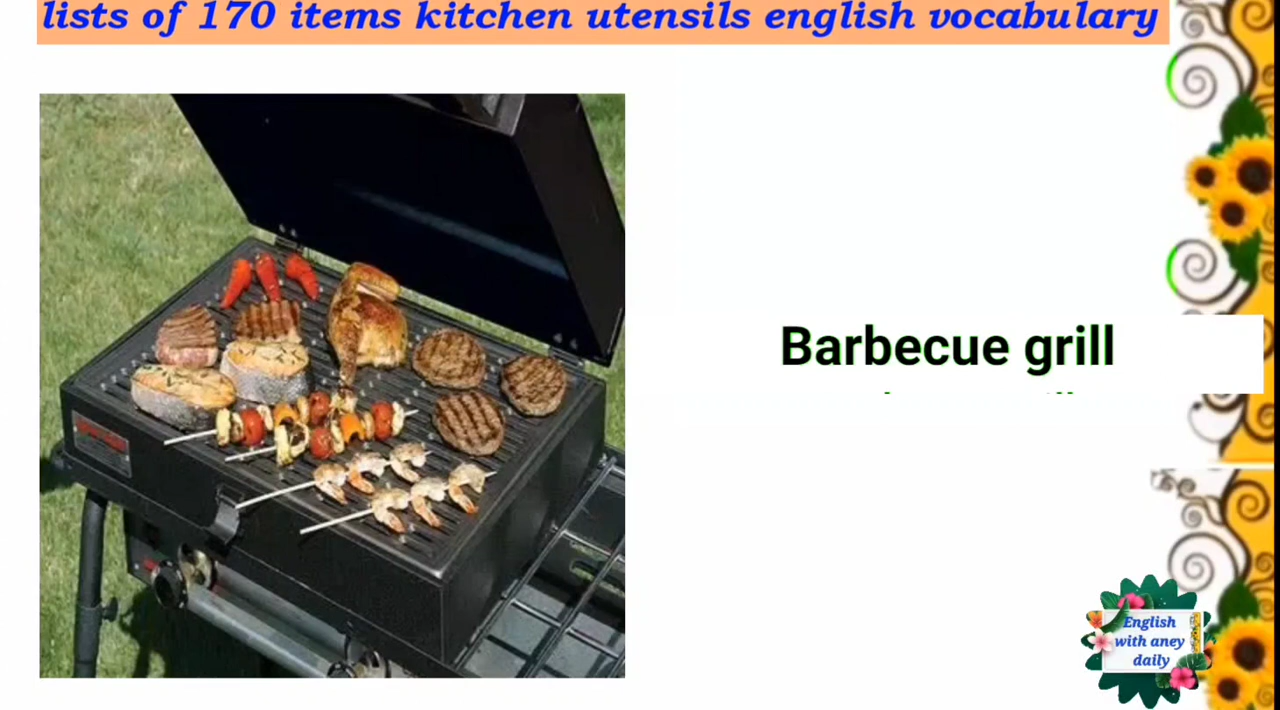 lists of 170 items kitchen utensils english vocabulary
Barbecue grill
English
with aney
daily